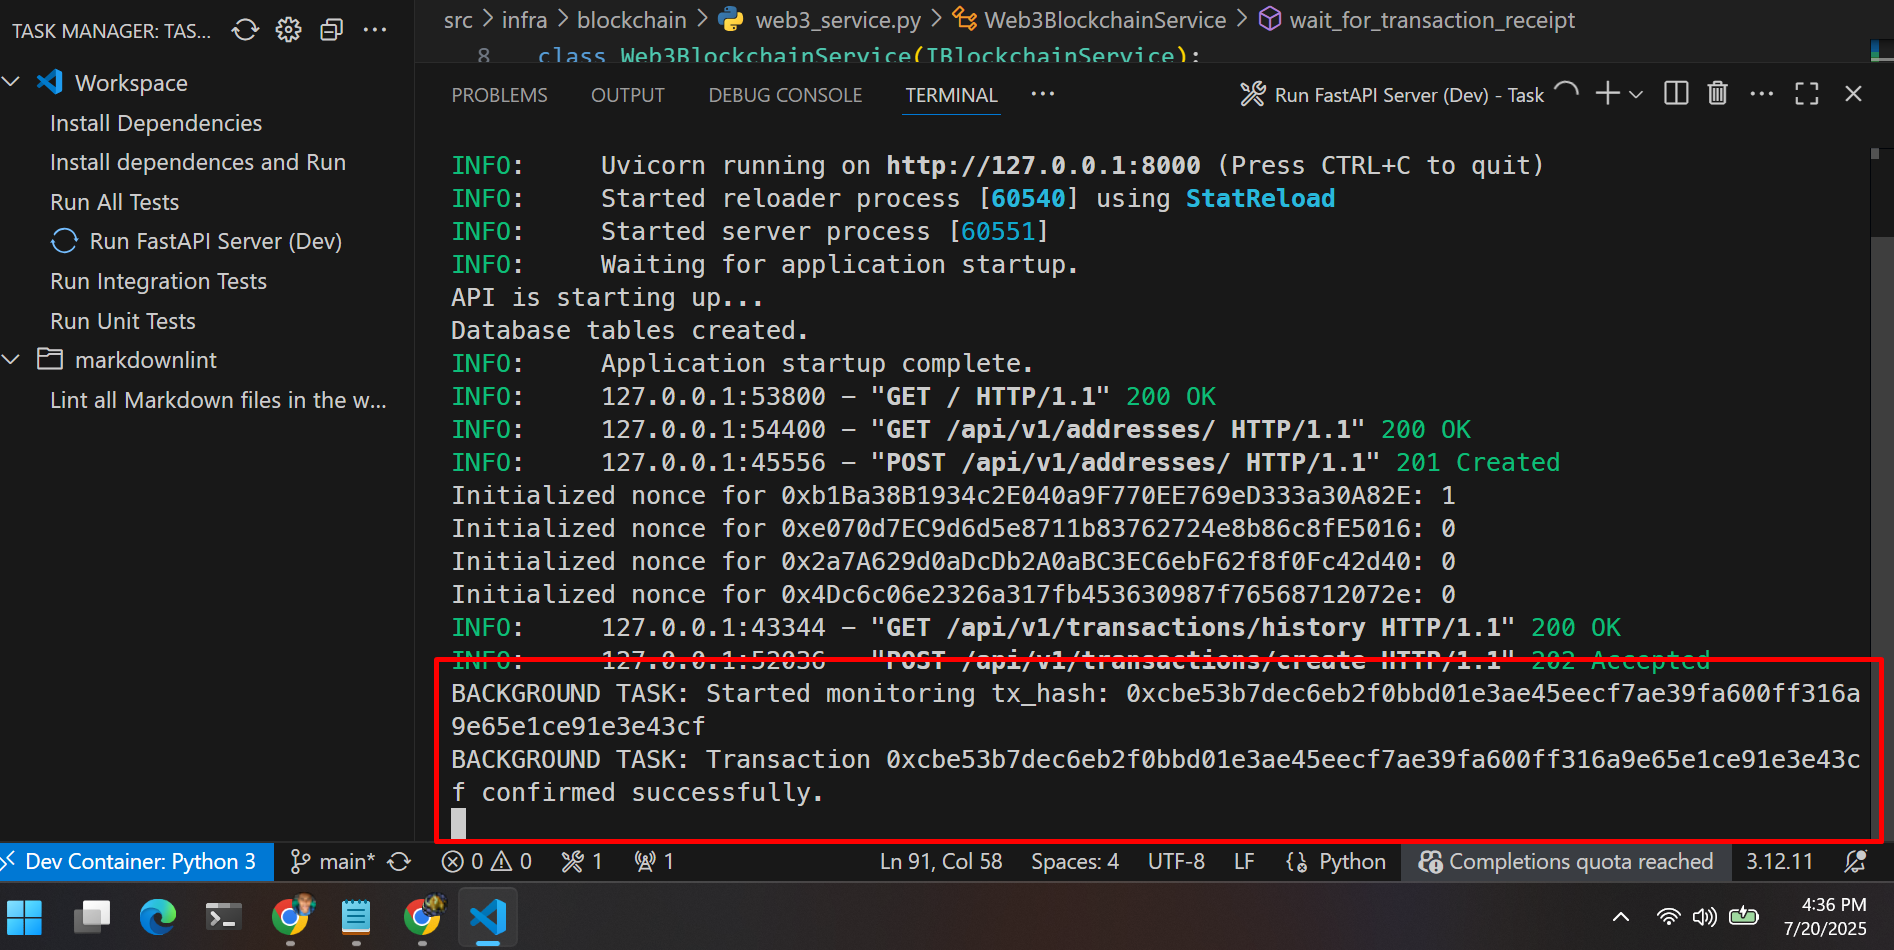 TASK MANAGER: TAS...
Workspace
Install Dependencies
Install dependences and Run
Run All Tests
Run FastAPI Server (Dev)
Run Integration Tests
Run Unit Tests
markdownlint
Lint all Markdown files in the w...
src > infra > blockchain > web3_service.py > Web3BlockchainService > wait_for_transaction_receipt
8 class Web3BlockchainService(IBlockchainService):
PROBLEMS OUTPUT DEBUG CONSOLE TERMINAL ... Run FastAPI Server (Dev) - Task
INFO: Uvicorn running on http://127.0.0.1:8000 (Press CTRL+C to quit)
INFO: Started reloader process [60540] using StatReload
INFO: Started server process [60551]
INFO: Waiting for application startup.
API is starting up...
Database tables created.
INFO: Application startup complete.
INFO: 127.0.0.1:53800 - "GET / HTTP/1.1" 200 OK
INFO: 127.0.0.1:54400 - "GET /api/v1/addresses/ HTTP/1.1" 200 OK
INFO: 127.0.0.1:45556 - "POST /api/v1/addresses/ HTTP/1.1" 201 Created
Initialized nonce for 0xb1Ba38B1934c2E040a9F770EE769eD333a30A82E: 1
Initialized nonce for 0xe070d7EC9d6d5e8711b83762724e8b86c8fE5016: 0
Initialized nonce for 0x2a7A629d0aDcDb2A0aBC3EC6ebF62f8f0Fc42d40: 0
Initialized nonce for 0x4Dc6c06e2326a317fb453630987f76568712072e: 0
INFO: 127.0.0.1:43344 - "GET /api/v1/transactions/history HTTP/1.1" 200 OK
INFO: 127.0.0.1:52036 - "POST /api/v1/transactions/create HTTP/1.1" 202 Accepted
BACKGROUND TASK: Started monitoring tx_hash: 0xcbe53b7dec6eb2f0bbd01e3ae45eecf7ae39fa600ff316a
9e65e1ce91e3e43cf
BACKGROUND TASK: Transaction 0xcbe53b7dec6eb2f0bbd01e3ae45eecf7ae39fa600ff316a9e65e1ce91e3e43c
f confirmed successfully.
Dev Container: Python 3 main* 0 0 1 1 Ln 91, Col 58 Spaces: 4 UTF-8 LF Python Completions quota reached 3.12.11
4:36 PM
7/20/2025